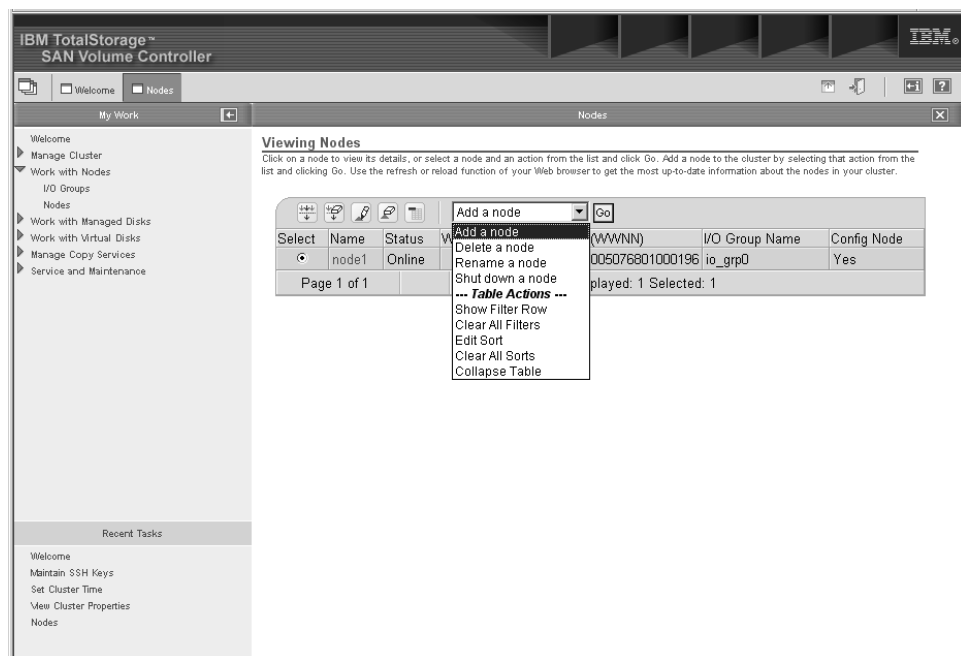 IBM TotalStorage™
SAN Volume Controller
IBM®
Welcome
Nodes
My Work
Nodes
Welcome
Manage Cluster
Work with Nodes
I/O Groups
Nodes
Work with Managed Disks
Work with Virtual Disks
Manage Copy Services
Service and Maintenance
Recent Tasks
Welcome
Maintain SSH Keys
Set Cluster Time
View Cluster Properties
Nodes
Viewing Nodes
Click on a node to view its details, or select a node and an action from the list and click Go. Add a node to the cluster by selecting that action from the
list and clicking Go. Use the refresh or reload function of your Web browser to get the most up-to-date information about the nodes in your cluster.
Add a node Go
Select Name Status W (WWNN) I/O Group Name Config Node
node1 Online 005076801000196 io_grp0 Yes
Page 1 of 1 played: 1 Selected: 1
Add a node
Delete a node
Rename a node
Shut down a node
--- Table Actions ---
Show Filter Row
Clear All Filters
Edit Sort
Clear All Sorts
Collapse Table